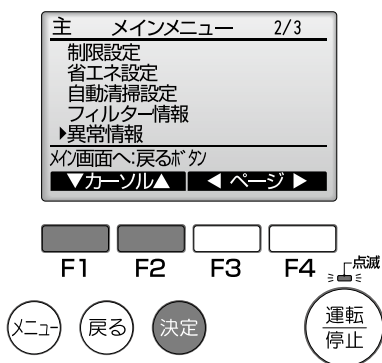 主 メインメニュー 2/3
制限設定
省エネ設定
自動清掃設定
フィルター情報
▶異常情報
メイン画面へ:戻るボタン
▼カーソル▲ ◀ ページ ▶
F1 F2 F3 F4
点滅
メニュー 戻る 決定 運転
停止